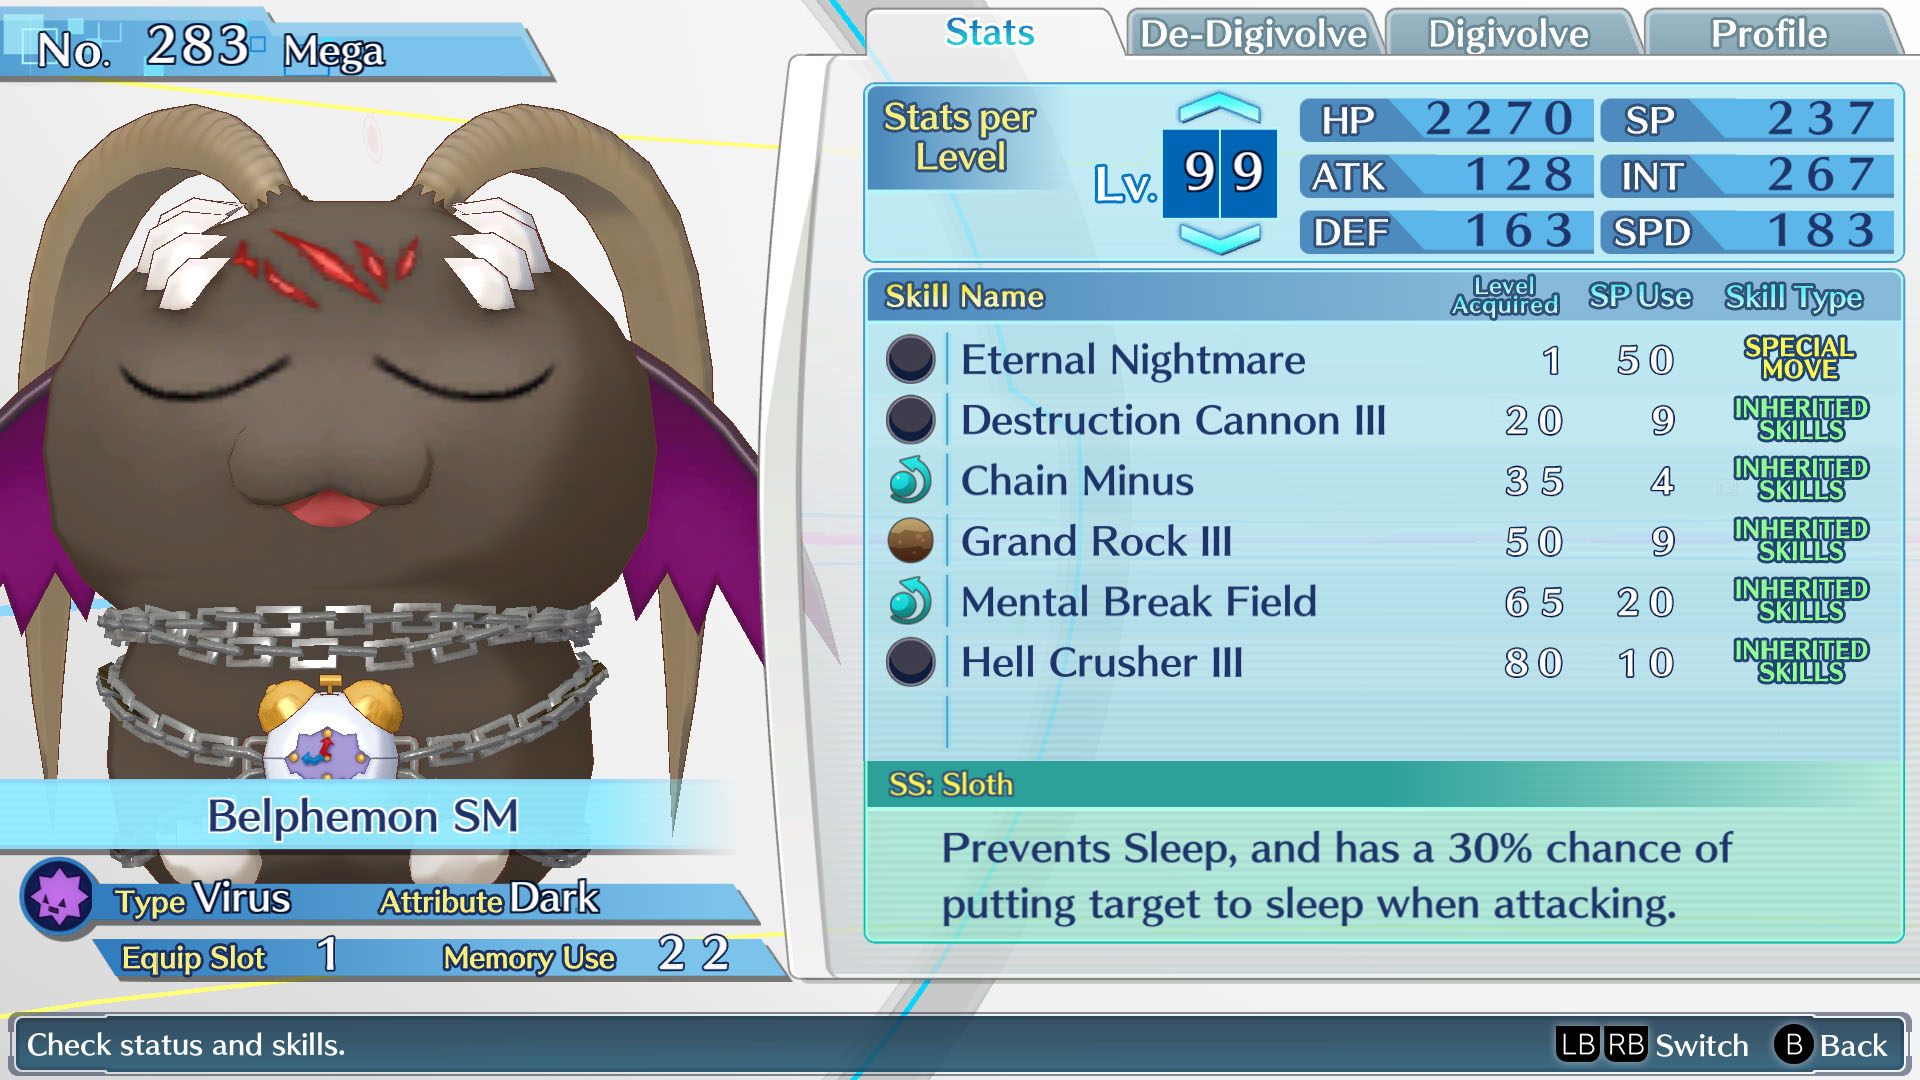 No. 283 Mega
Stats
De-Digivolve
Digivolve
Profile
Stats per
Level
Lv. 99
HP 2270
SP 237
ATK 128
INT 267
DEF 163
SPD 183
Skill Name
Level
Acquired
SP Use
Skill Type
Eternal Nightmare 1 50 SPECIAL
MOVE
Destruction Cannon III 20 9 INHERITED
SKILLS
Chain Minus 35 4 INHERITED
SKILLS
Grand Rock III 50 9 INHERITED
SKILLS
Mental Break Field 65 20 INHERITED
SKILLS
Hell Crusher III 80 10 INHERITED
SKILLS
SS: Sloth
Prevents Sleep, and has a 30% chance of
putting target to sleep when attacking.
Belphemon SM
Type Virus Attribute Dark
Equip Slot 1 Memory Use 22
Check status and skills.
LB RB Switch B Back